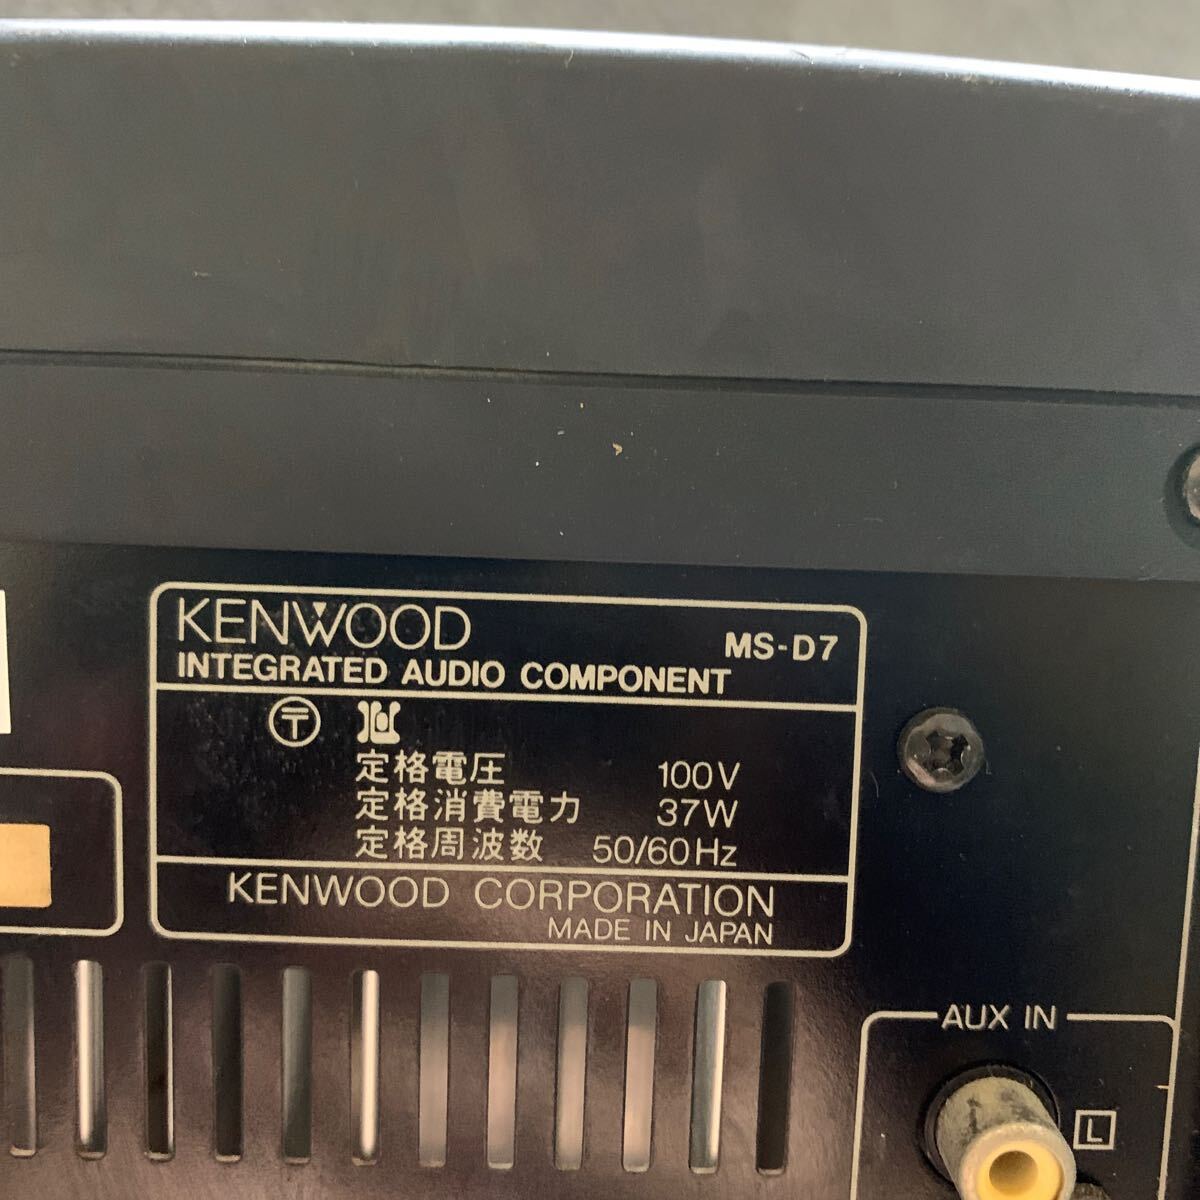 KENWOOD
MS-D7
INTEGRATED AUDIO COMPONENT
〒
定格電圧 100V
定格消費電力 37W
定格周波数 50/60Hz
KENWOOD CORPORATION
MADE IN JAPAN
AUX IN
L